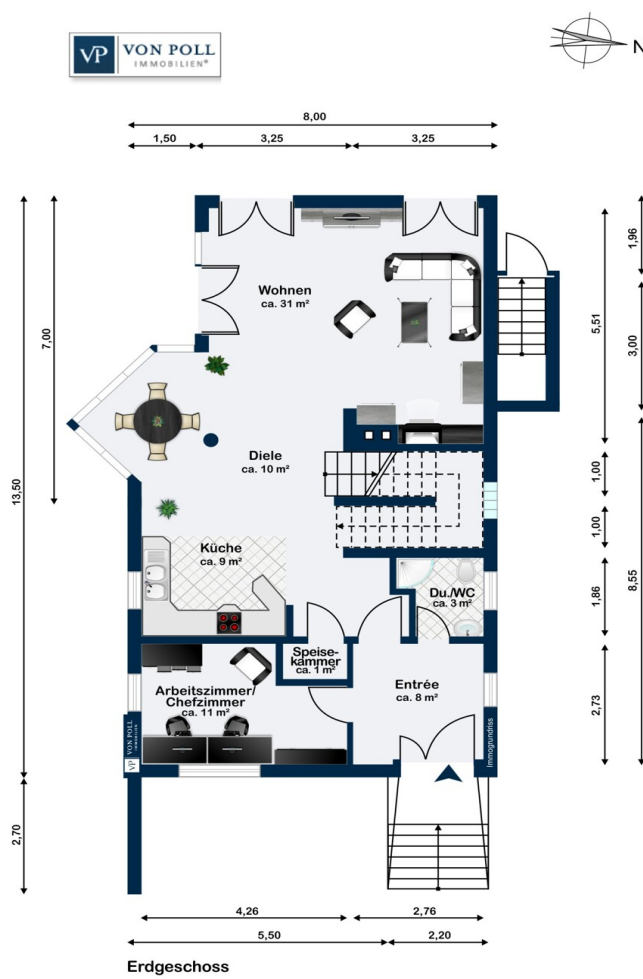 VP VON POLL
IMMOBILIEN®
N
8,00
1,50 3,25 3,25
Wohnen
ca. 31 m²
Diele
ca. 10 m²
Küche
ca. 9 m²
Du./WC
ca. 3 m²
Speise-
kammer
ca. 1 m²
Arbeitszimmer/
Chefzimmer
ca. 11 m²
Entrée
ca. 8 m²
7,00
13,50
2,70
5,51
1,00
1,00
1,86
2,73
1,96
3,00
8,55
VP VON POLL
IMMOBILIEN
Immogrundriss
4,26 2,76
5,50 2,20
Erdgeschoss